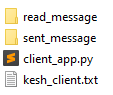 read_message
sent_message
client_app.py
kesh_client.txt